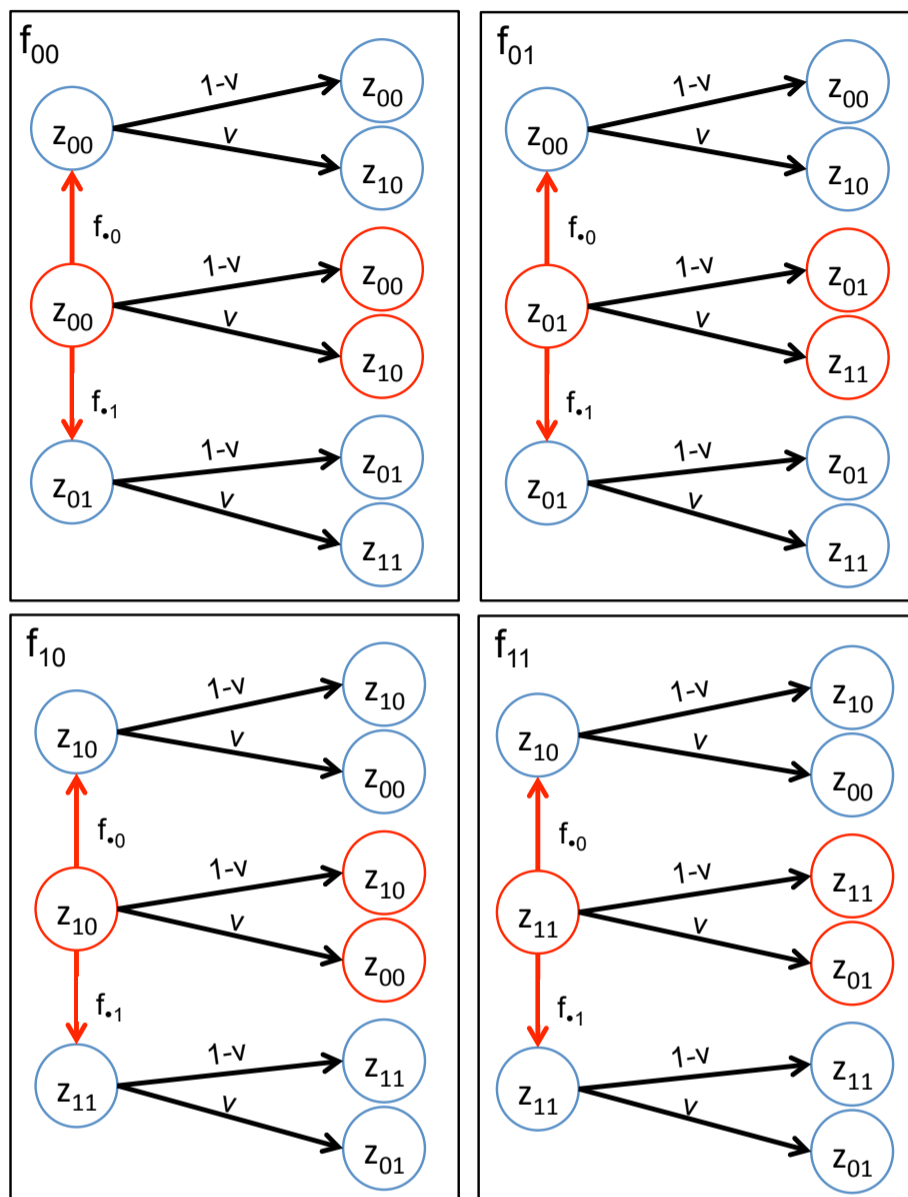 f₀₀
1-v
z₀₀
z₀₀
v
z₁₀
f•₀
1-v
z₀₀
z₀₀
v
z₁₀
f•₁
1-v
z₀₁
z₀₁
v
z₁₁
f₀₁
1-v
z₀₀
z₀₀
v
z₁₀
f•₀
1-v
z₀₁
z₀₁
v
z₁₁
f•₁
1-v
z₀₁
z₀₁
v
z₁₁
f₁₀
1-v
z₁₀
z₁₀
v
z₀₀
f•₀
1-v
z₁₀
z₁₀
v
z₀₀
f•₁
1-v
z₁₁
z₁₁
v
z₀₁
f₁₁
1-v
z₁₀
z₁₀
v
z₀₀
f•₀
1-v
z₁₁
z₁₁
v
z₀₁
f•₁
1-v
z₁₁
z₁₁
v
z₀₁